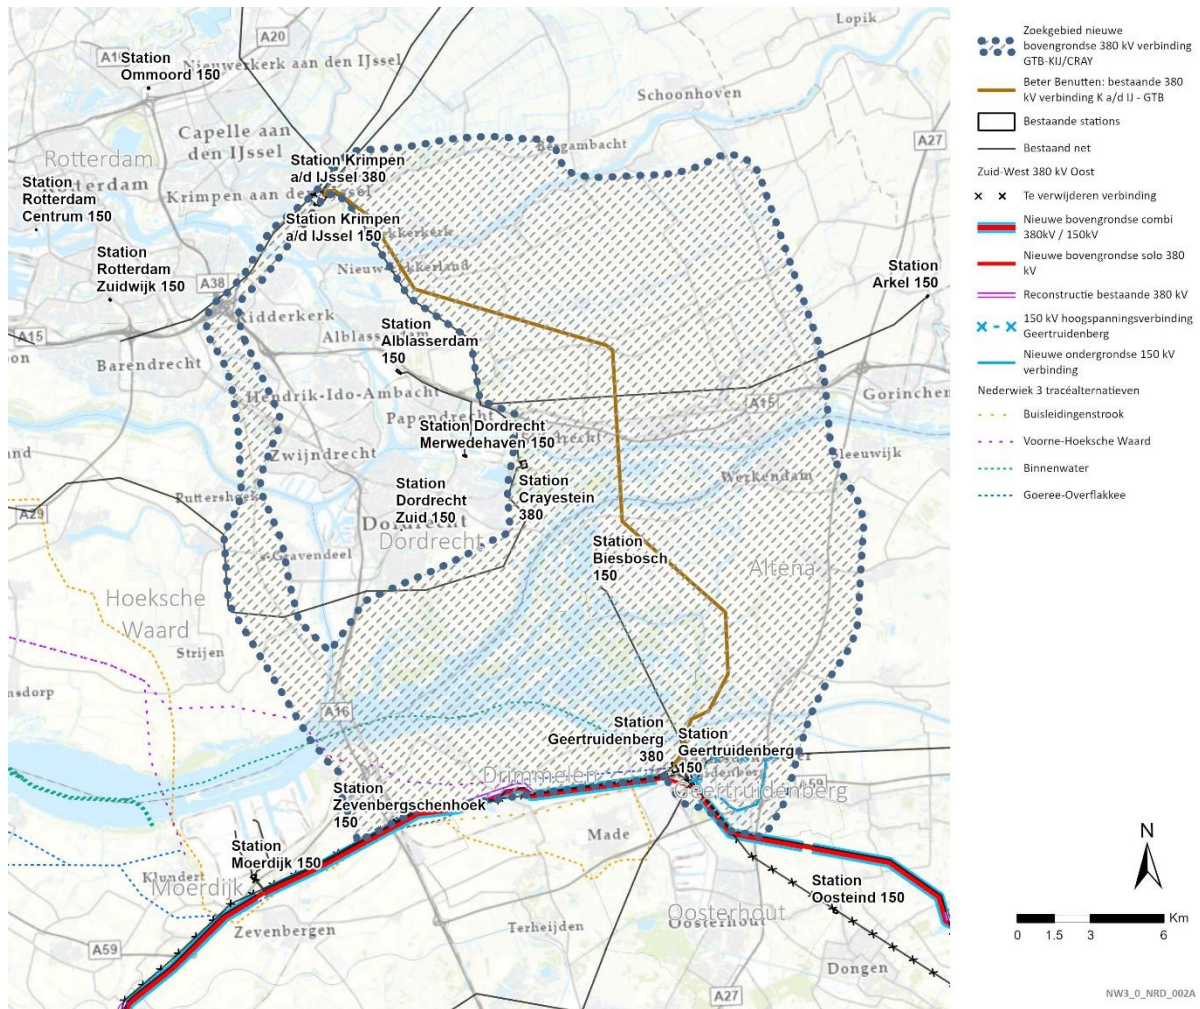 Lopik
A20
A16
Station
Ommoord 150
Nieuwerkerk aan den IJssel
Schoonhoven
Capelle aan
den IJssel
A27
Bergambacht
Rotterdam
Rotterdam
Station Krimpen
a/d IJssel 380
Krimpen aan den IJssel
Station
Rotterdam
Centrum 150
Station Krimpen
a/d IJssel 150
Lekkerkerk
Nieuw-Lekkerland
Station
Rotterdam
Zuidwijk 150
Station
Arkel 150
A38
Ridderkerk
A15
Alblasserdam
Station
Alblasserdam
150
Barendrecht
Hendrik-Ido-Ambacht
Gorinchem
A15
Papendrecht
Station Dordrecht
Merwedehaven 150
Sliedrecht
Zwijndrecht
Sleeuwijk
Werkendam
Station
Crayestein
380
Station
Dordrecht
Zuid 150
Puttershoek
A29
Dordrecht
Dordrecht
Station
Biesbosch
150
's-Gravendeel
Altena
Hoeksche
Waard
Strijen
A16
Station
Geertruidenberg
380
Station
Geertruidenberg
150
Drimmelen
A59
Geertruidenberg
Station
Zevenbergschenhoek
150
Made
Station
Moerdijk 150
Klundert
Moerdijk
Station
Oosteind 150
Oosterhout
Oosterhout
Zevenbergen
Terheijden
A59
Dongen
A27
Zoekgebied nieuwe
bovengrondse 380 kV verbinding
GTB-KIJ/CRAY
Beter Benutten: bestaande 380
kV verbinding K a/d IJ - GTB
Bestaande stations
Bestaand net
Zuid-West 380 kV Oost
Te verwijderen verbinding
Nieuwe bovengrondse combi
380kV / 150kV
Nieuwe bovengrondse solo 380
kV
Reconstructie bestaande 380 kV
150 kV hoogspanningsverbinding
Geertruidenberg
Nieuwe ondergrondse 150 kV
verbinding
Nederwiek 3 tracéalternatieven
Buisleidingenstrook
Voorne-Hoeksche Waard
Binnenwater
Goeree-Overflakkee
N
Km
0 1.5 3 6
NW3_0_NRD_002A